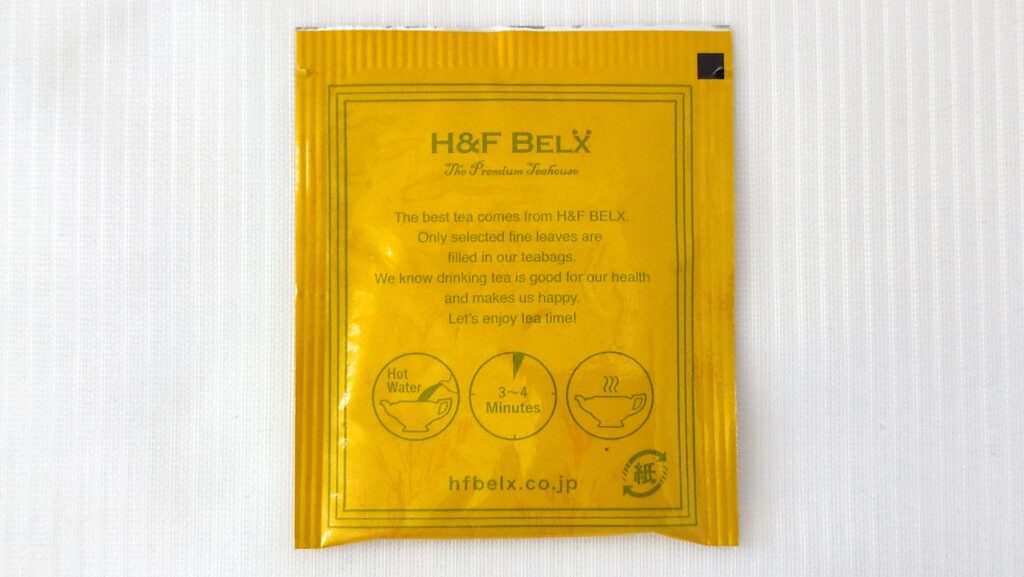 H&F BELX
The Premium Teahouse
The best tea comes from H&F BELX.
Only selected fine leaves are
filled in our teabags.
We know drinking tea is good for our health
and makes us happy.
Let's enjoy tea time!
Hot
Water
3〜4
Minutes
hfbelx.co.jp
紙